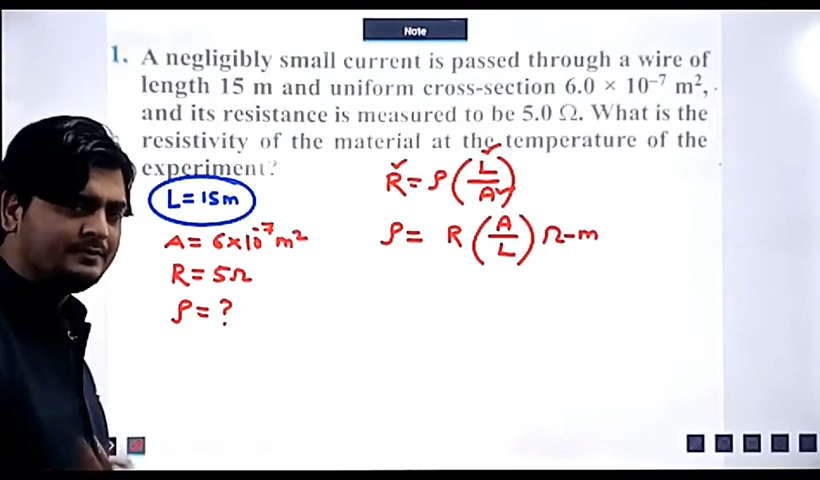 Note
1. A negligibly small current is passed through a wire of
length 15 m and uniform cross-section 6.0 × 10⁻⁷ m²,
and its resistance is measured to be 5.0 Ω. What is the
resistivity of the material at the temperature of the
experiment?
R = ρ (L/A)
L = 15m
A = 6×10⁻⁷ m²
ρ = R (A/L) Ω-m
R = 5Ω
ρ = ?